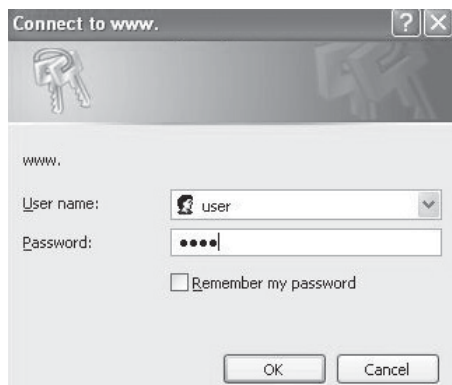 Connect to www.
www.
User name:
user
Password:
••••
Remember my password
OK
Cancel